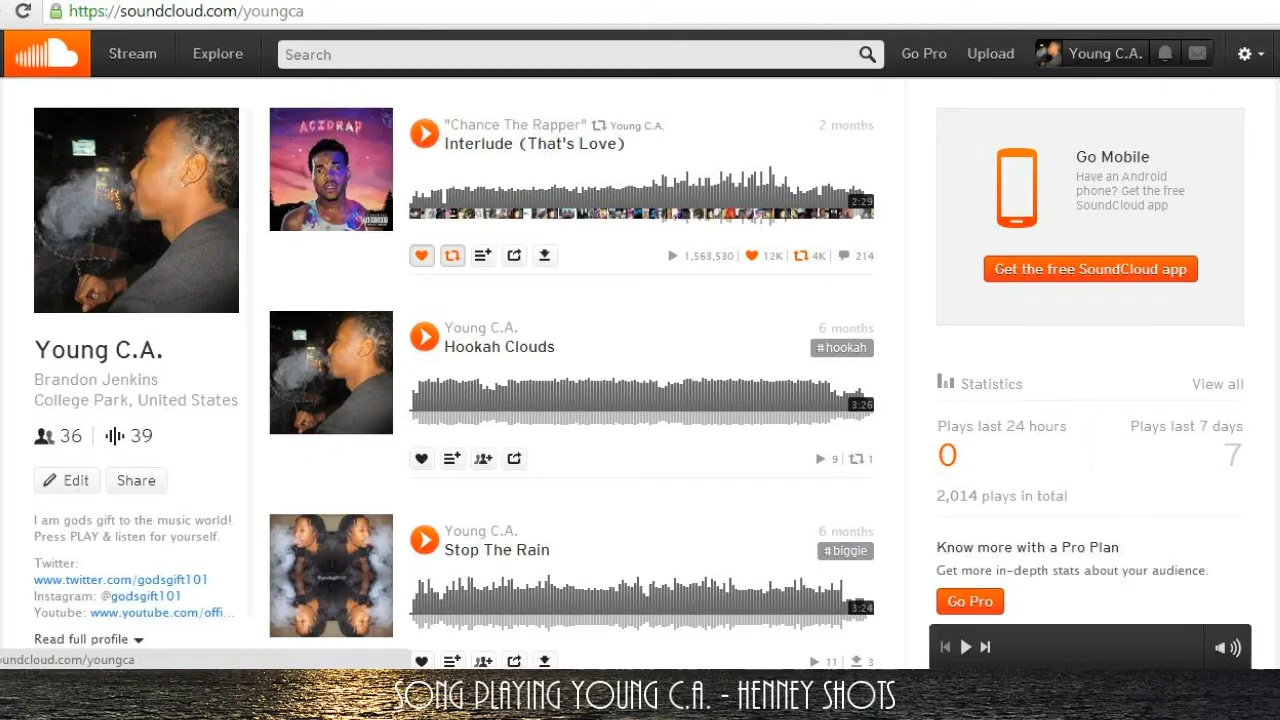 https://soundcloud.com/youngca
Stream
Explore
Search
Go Pro
Upload
Young C.A.
Young C.A.
Brandon Jenkins
College Park, United States
36
39
Edit
Share
I am gods gift to the music world!
Press PLAY & listen for yourself.
Twitter:
www.twitter.com/godsgift101
Instagram: @godsgift101
Youtube: www.youtube.com/offi...
Read full profile
undcloud.com/youngca
ACIDRAP
"Chance The Rapper" Young C.A.
2 months
Interlude (That's Love)
2:29
1,563,530
12K
4K
214
Young C.A.
6 months
Hookah Clouds
#hookah
3:26
9
1
Young C.A.
6 months
Stop The Rain
#biggie
3:24
11
3
Go Mobile
Have an Android
phone? Get the free
SoundCloud app
Get the free SoundCloud app
Statistics
View all
Plays last 24 hours
Plays last 7 days
0
7
2,014 plays in total
Know more with a Pro Plan
Get more in-depth stats about your audience.
Go Pro
SONG PLAYING YOUNG C.A. - HENNEY SHOTS